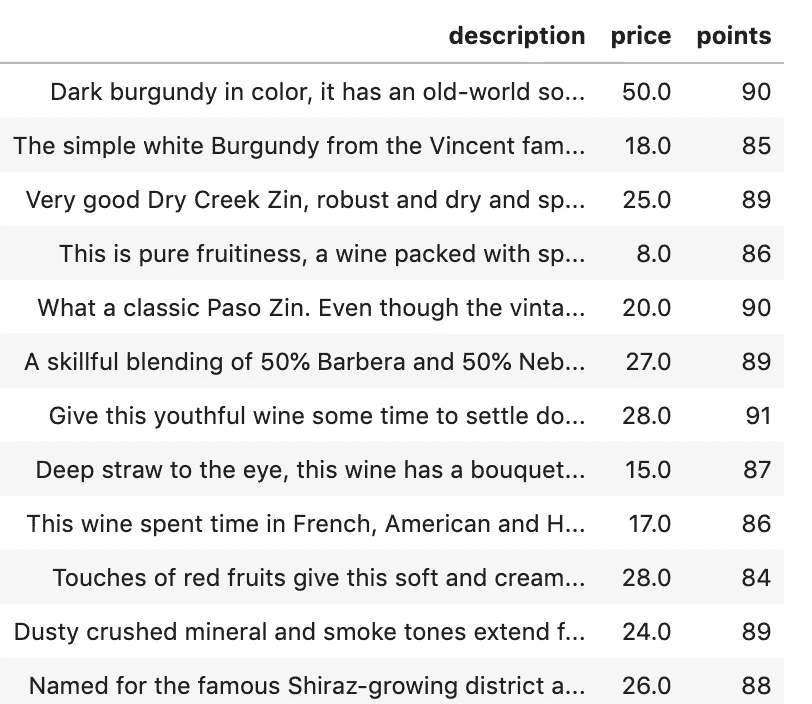 description price points
Dark burgundy in color, it has an old-world so... 50.0 90
The simple white Burgundy from the Vincent fam... 18.0 85
Very good Dry Creek Zin, robust and dry and sp... 25.0 89
This is pure fruitiness, a wine packed with sp... 8.0 86
What a classic Paso Zin. Even though the vinta... 20.0 90
A skillful blending of 50% Barbera and 50% Neb... 27.0 89
Give this youthful wine some time to settle do... 28.0 91
Deep straw to the eye, this wine has a bouquet... 15.0 87
This wine spent time in French, American and H... 17.0 86
Touches of red fruits give this soft and cream... 28.0 84
Dusty crushed mineral and smoke tones extend f... 24.0 89
Named for the famous Shiraz-growing district a... 26.0 88